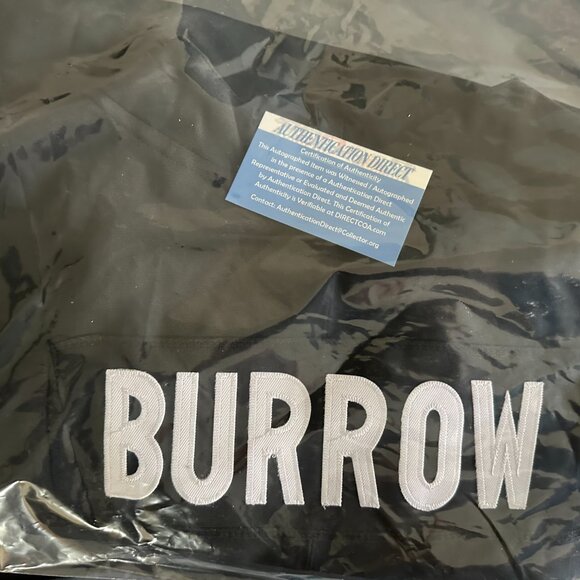 AUTHENTICATION DIRECT
Certification of Authenticity
This Autographed item was Witnessed / Autographed
in the presence of a Authentication Direct
Representative or Evaluated and Deemed Authentic
by Authentication Direct. This Certification of
Authenticity is Verifiable at DIRECTCOA.com
Contact: AuthenticationDirect@Collector.org
BURROW